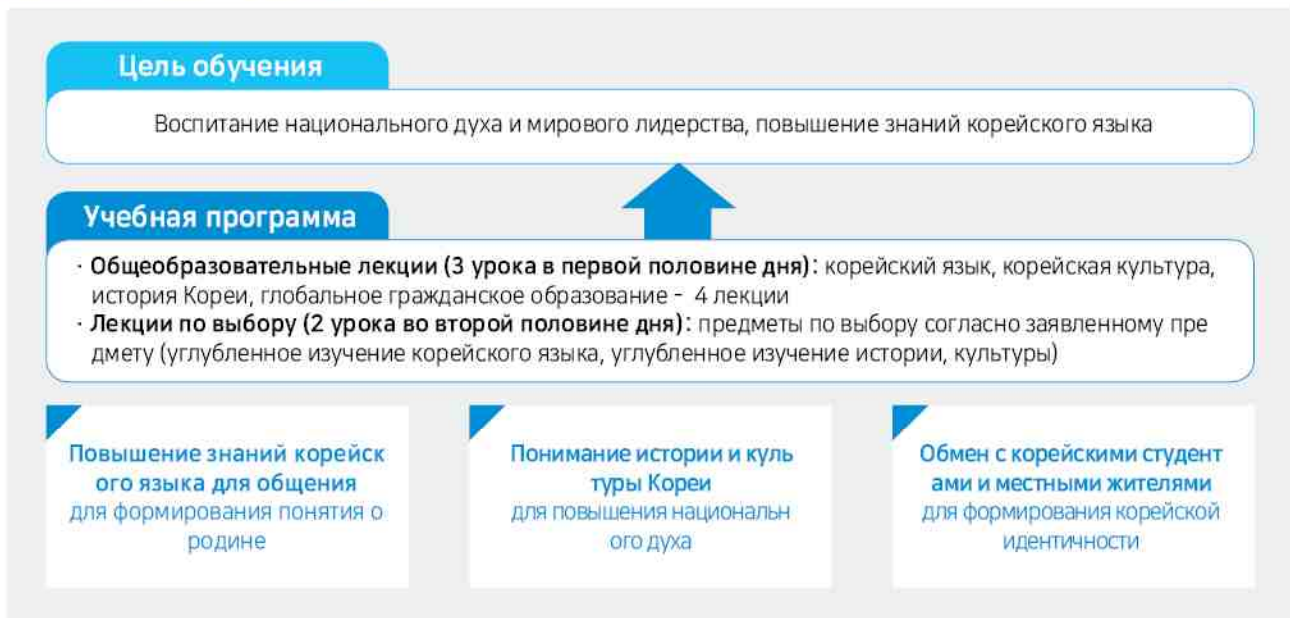 Цель обучения
Воспитание национального духа и мирового лидерства, повышение знаний корейского языка
Учебная программа
· Общеобразовательные лекции (3 урока в первой половине дня): корейский язык, корейская культура,
история Кореи, глобальное гражданское образование - 4 лекции
· Лекции по выбору (2 урока во второй половине дня): предметы по выбору согласно заявленному пре
дмету (углубленное изучение корейского языка, углубленное изучение истории, культуры)
Повышение знаний корейск
ого языка для общения
для формирования понятия о
родине
Понимание истории и куль
туры Кореи
для повышения национальн
ого духа
Обмен с корейскими студент
ами и местными жителями
для формирования корейской
идентичности